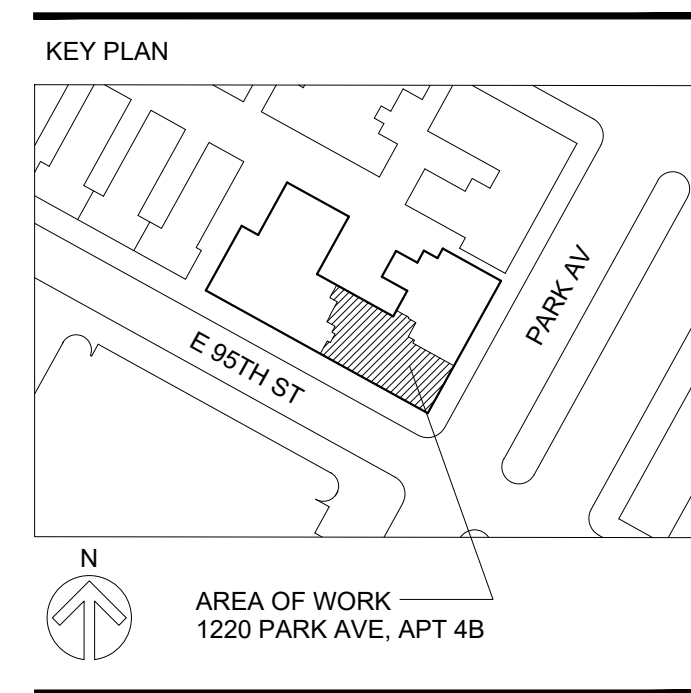 KEY PLAN
PARK AV
E 95TH ST
N
AREA OF WORK
1220 PARK AVE, APT 4B